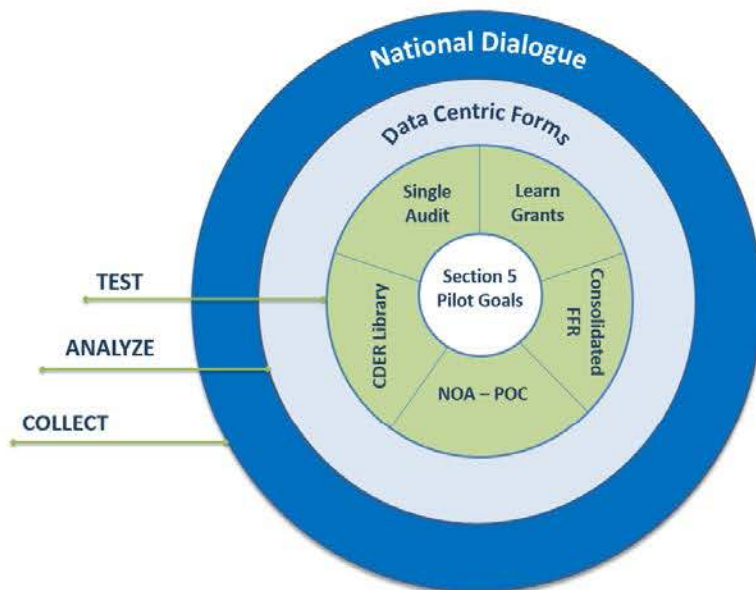 National Dialogue
Data Centric Forms
Single
Audit
Learn
Grants
Section 5
Pilot Goals
CDER Library
Consolidated
FFR
NOA – POC
TEST
ANALYZE
COLLECT